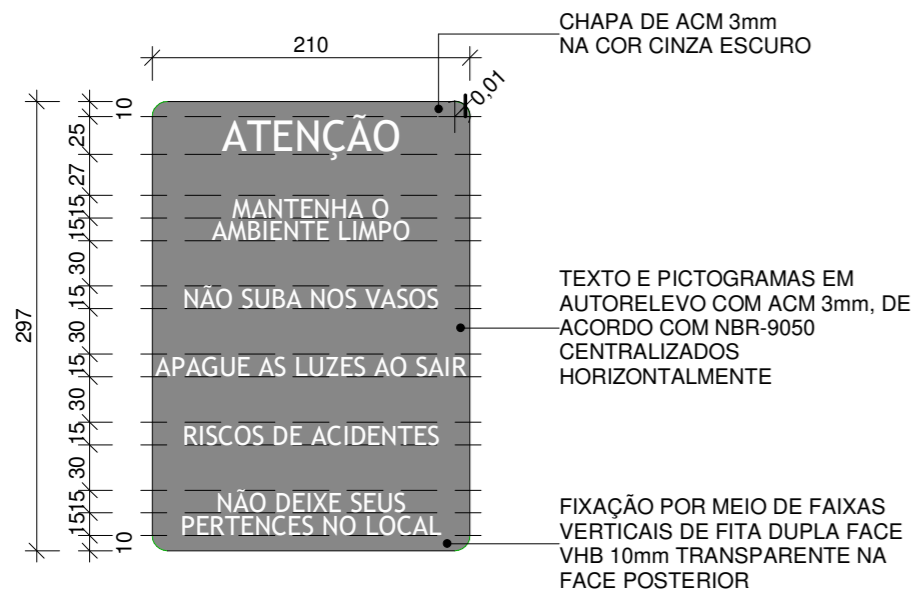 CHAPA DE ACM 3mm
NA COR CINZA ESCURO
210
0,01
10
25
27
15
15
30
15
30
15
30
15
30
15
15
10
297
ATENÇÃO
MANTENHA O
AMBIENTE LIMPO
NÃO SUBA NOS VASOS
APAGUE AS LUZES AO SAIR
RISCOS DE ACIDENTES
NÃO DEIXE SEUS
PERTENCES NO LOCAL
TEXTO E PICTOGRAMAS EM
AUTORELEVO COM ACM 3mm, DE
ACORDO COM NBR-9050
CENTRALIZADOS
HORIZONTALMENTE
FIXAÇÃO POR MEIO DE FAIXAS
VERTICAIS DE FITA DUPLA FACE
VHB 10mm TRANSPARENTE NA
FACE POSTERIOR